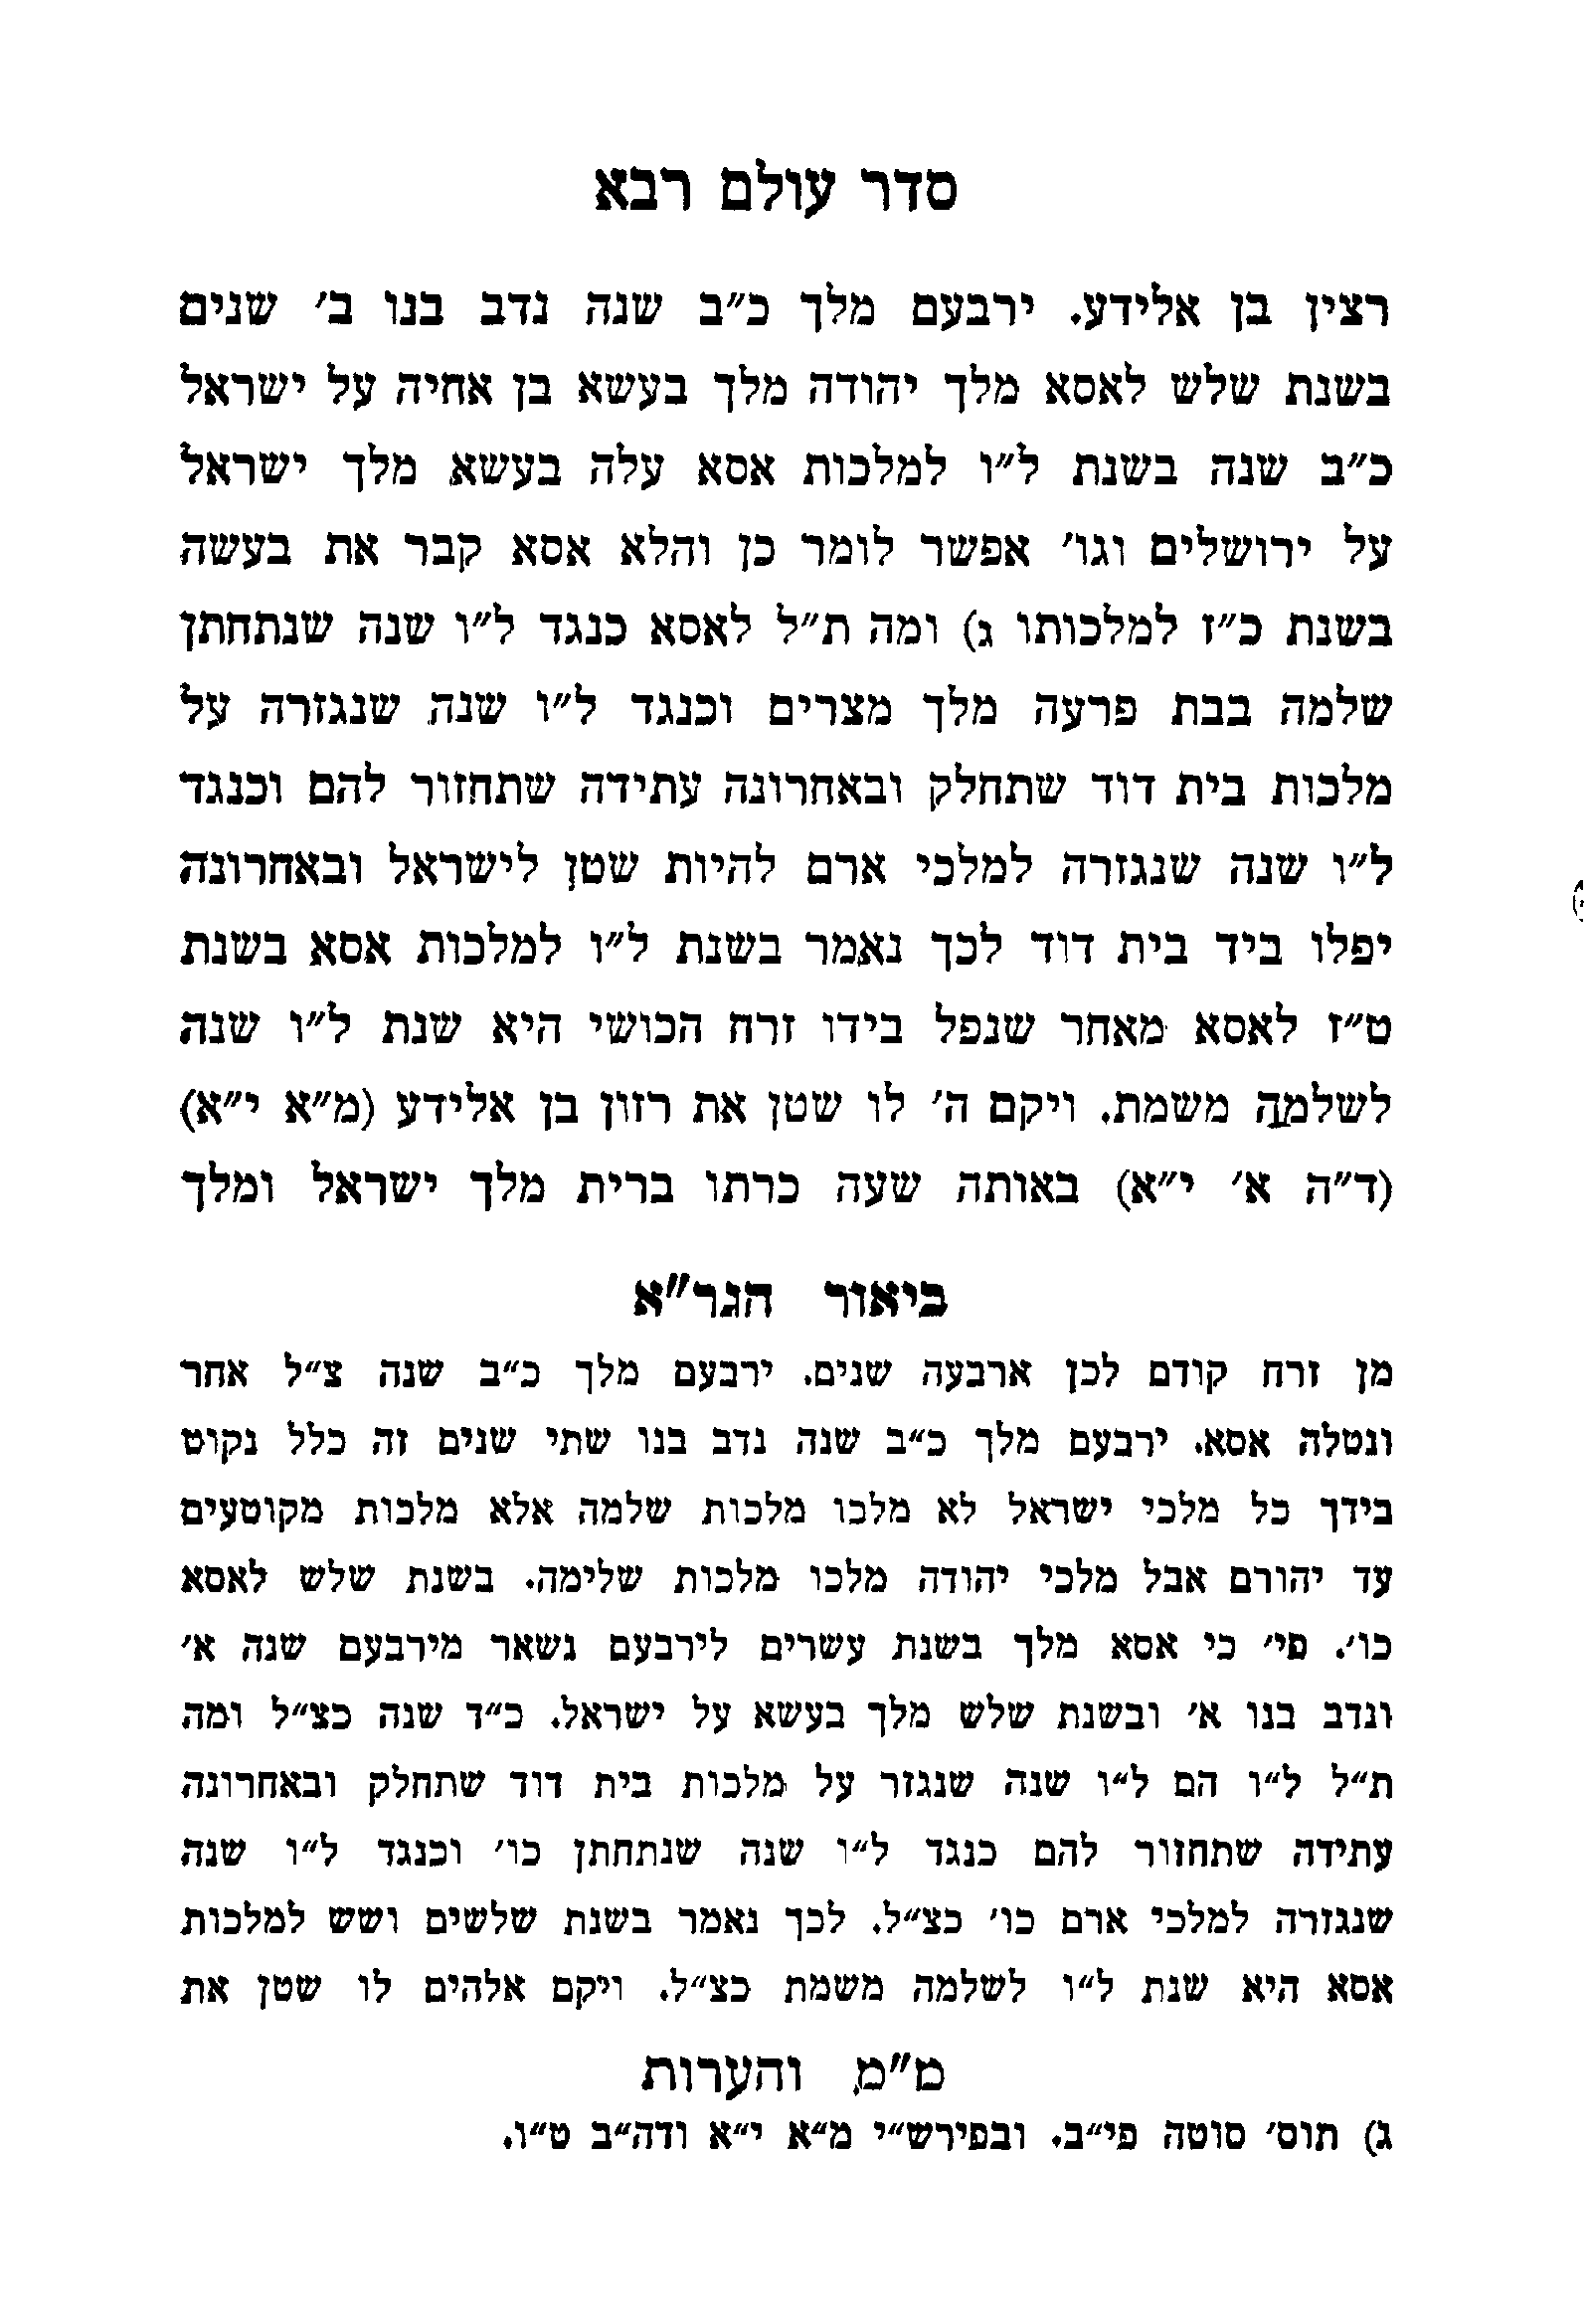 סדר עולם רבא
רצין בן אלידע. ירבעם מלך כ״ב שנה נדב בנו ב׳ שנים
בשנת שלש לאסא מלך יהודה מלך בעשא בן אחיה על ישראל
כ״ב שנה בשנת ל״ו למלכות אסא עלה בעשא מלך ישראל
על ירושלים וגו׳ אפשר לומר כן והלא אסא קבר את בעשה
בשנת כ״ז למלכותו ג) ומה ת״ל לאסא כנגד ל״ו שנה שנתחתן
שלמה בבת פרעה מלך מצרים וכנגד ל״ו שנה שנגזרה על
מלכות בית דוד שתחלק ובאחרונה עתידה שתחזור להם וכנגד
ל״ו שנה שנגזרה למלכי ארם להיות שטן לישראל ובאחרונה
יפלו ביד בית דוד לכך נאמר בשנת ל״ו למלכות אסא בשנת
ט״ז לאסא מאחר שנפל בידו זרח הכושי היא שנת ל״ו שנה
לשלמה משמת. ויקם ה׳ לו שטן את רזון בן אלידע (מ״א י״א)
(ד״ה א׳ י״א) באותה שעה כרתו ברית מלך ישראל ומלך
ביאור הגר״א
מן זרח קודם לכן ארבעה שנים. ירבעם מלך כ״ב שנה צ״ל אחר
ונטלה אסא. ירבעם מלך כ״ב שנה נדב בנו שתי שנים זה כלל נקוט
בידך כל מלכי ישראל לא מלכו מלכות שלמה אלא מלכות מקוטעים
עד יהורם אבל מלכי יהודה מלכו מלכות שלימה. בשנת שלש לאסא
כו׳. פי׳ כי אסא מלך בשנת עשרים לירבעם נשאר מירבעם שנה א׳
ונדב בנו א׳ ובשנת שלש מלך בעשא על ישראל. כ״ד שנה כצ״ל ומה
ת״ל ל״ו הם ל״ו שנה שנגזר על מלכות בית דוד שתחלק ובאחרונה
עתידה שתחזור להם כנגד ל״ו שנה שנתחתן כו׳ וכנגד ל״ו שנה
שנגזרה למלכי ארם כו׳ כצ״ל. לכך נאמר בשנת שלשים ושש למלכות
אסא היא שנת ל״ו לשלמה משמת כצ״ל. ויקם אלהים לו שטן את
מ״מ והערות
ג) תוס׳ סוטה פי״ב. ובפירש״י מ״א י״א ודה״ב ט״ו.